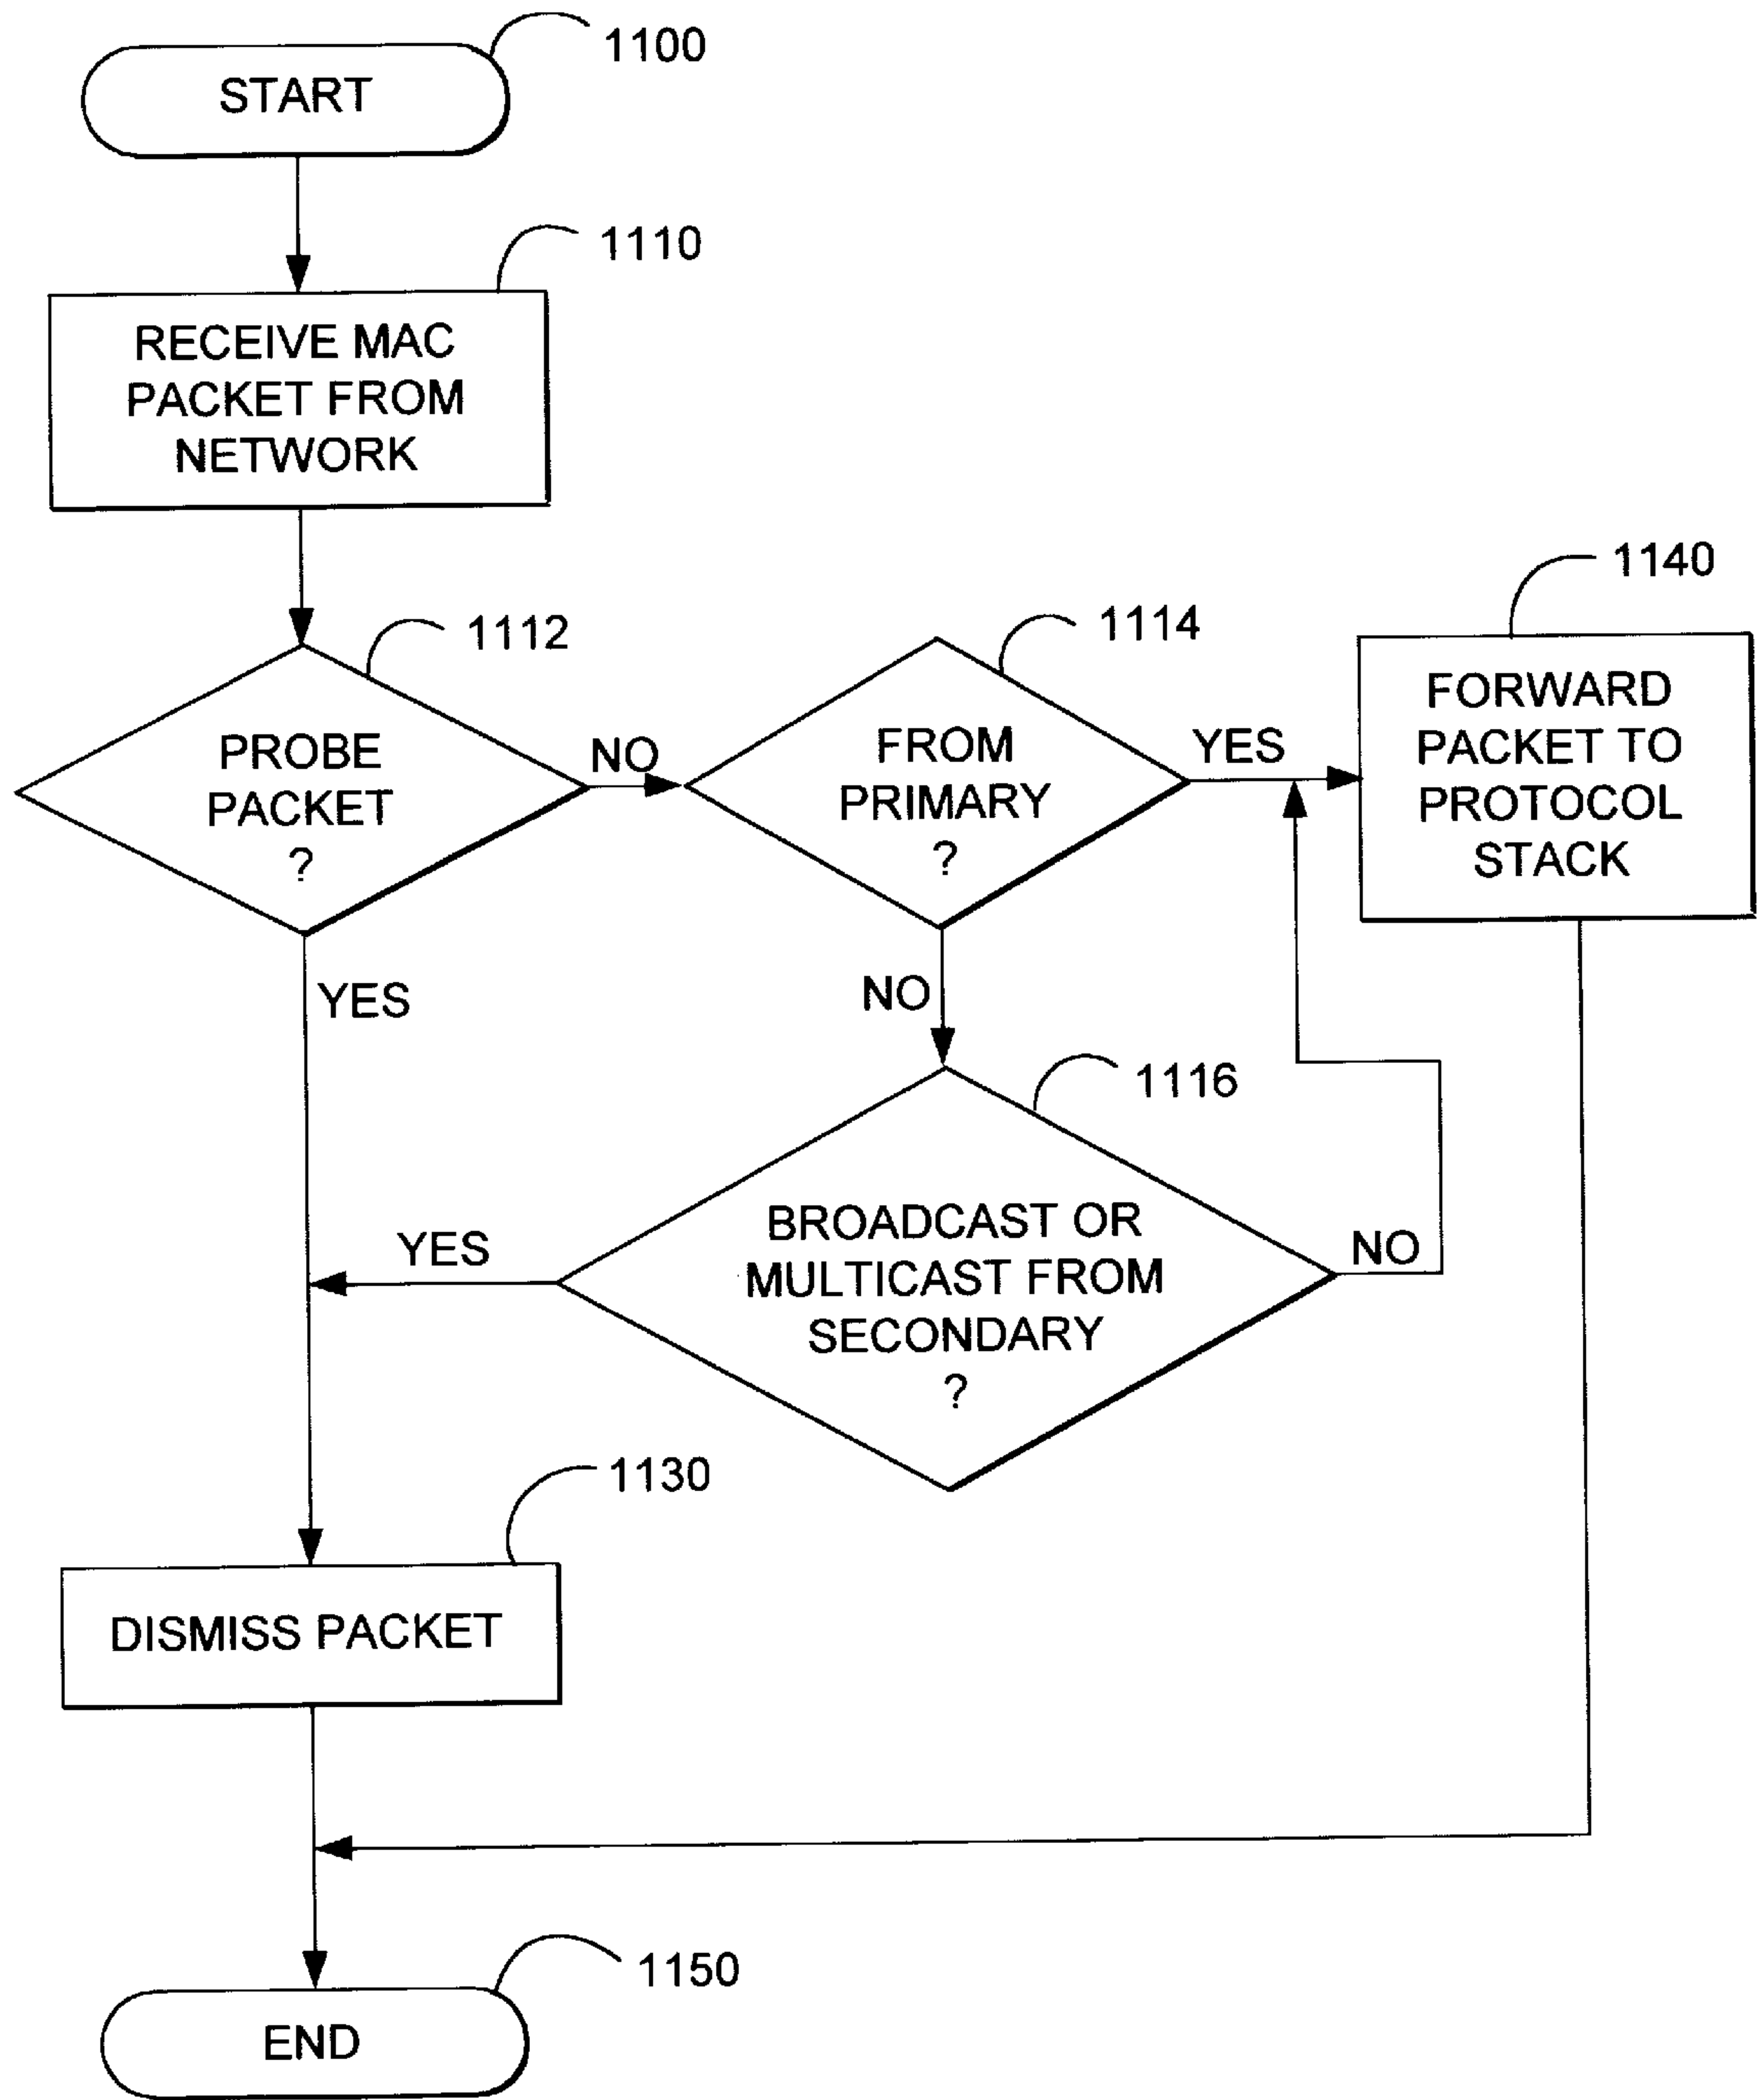 1100
START
1110
RECEIVE MAC
PACKET FROM
NETWORK
1112
PROBE
PACKET
?
NO
YES
1114
FROM
PRIMARY
?
YES
NO
1140
FORWARD
PACKET TO
PROTOCOL
STACK
1116
BROADCAST OR
MULTICAST FROM
SECONDARY
?
YES
NO
1130
DISMISS PACKET
1150
END